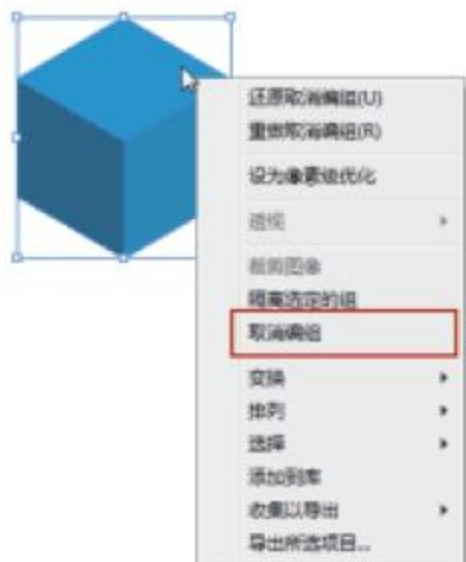 还原取消编组(U)
重做取消编组(R)
设为像素级优化
透视
裁剪图像
隔离选定的组
取消编组
变换
排列
选择
添加到库
收集以导出
导出所选项目...